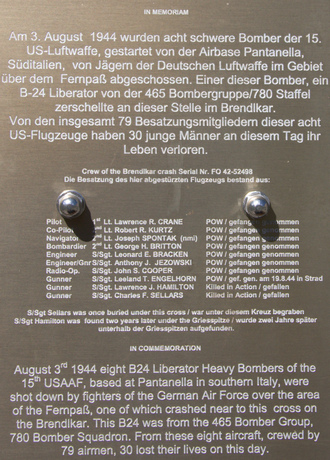 IN MEMORIAM
Am 3. August 1944 wurden acht schwere Bomber der 15.
US-Luftwaffe, gestartet von der Airbase Pantanella,
Süditalien, von Jägern der Deutschen Luftwaffe im Gebiet
über dem Fernpaß abgeschossen. Einer dieser Bomber, ein
B-24 Liberator von der 465 Bombergruppe/780 Staffel
zerschellte an dieser Stelle im Brendlkar.
Von den insgesamt 79 Besatzungsmitgliedern dieser acht
US-Flugzeuge haben 30 junge Männer an diesem Tag ihr
Leben verloren.
Crew of the Brendlkar crash Serial Nr. FQ 42-52498
Die Besatzung des hier abgestürzten Flugzeugs bestand aus:
Pilot 1st Lt. Lawrence R. CRANE POW / gefangen genommen
Co-Pilot 2nd Lt. Robert R. KURTZ POW / gefangen genommen
Navigator 2nd Lt. Joseph SPONTAK (nmi) POW / gefangen genommen
Bombardier 2nd Lt. George H. BRITTON POW / gefangen genommen
Engineer S/Sgt. Leonard E. BRACKEN POW / gefangen genommen
Engineer/Gnr S/Sgt. Anthony J. JEZOWSKI POW / gefangen genommen
Radio-Op. S/Sgt. John S. COOPER POW / gefangen genommen
Gunner S/Sgt. Leeland T. ENGELHORN POW / gef. gen. am 19.8.44 in Strad
Gunner S/Sgt. Lawrence J. HAMILTON Killed in Action / gefallen
Gunner S/Sgt. Charles F. SELLARS Killed in Action / gefallen
S/Sgt Sellars was once buried under this cross / war unter diesem Kreuz begraben
S/Sgt Hamilton was found two years later under the Griesspitze / wurde zwei Jahre später
unterhalb der Griesspitzen aufgefunden.
IN COMMEMORATION
August 3rd 1944 eight B24 Liberator Heavy Bombers of the
15th USAAF, based at Pantanella in southern Italy, were
shot down by fighters of the German Air Force over the area
of the Fernpaß, one of which crashed near to this cross on
the Brendlkar. This B24 was from the 465 Bomber Group,
780 Bomber Squadron. From these eight aircraft, crewed by
79 airmen, 30 lost their lives on this day.